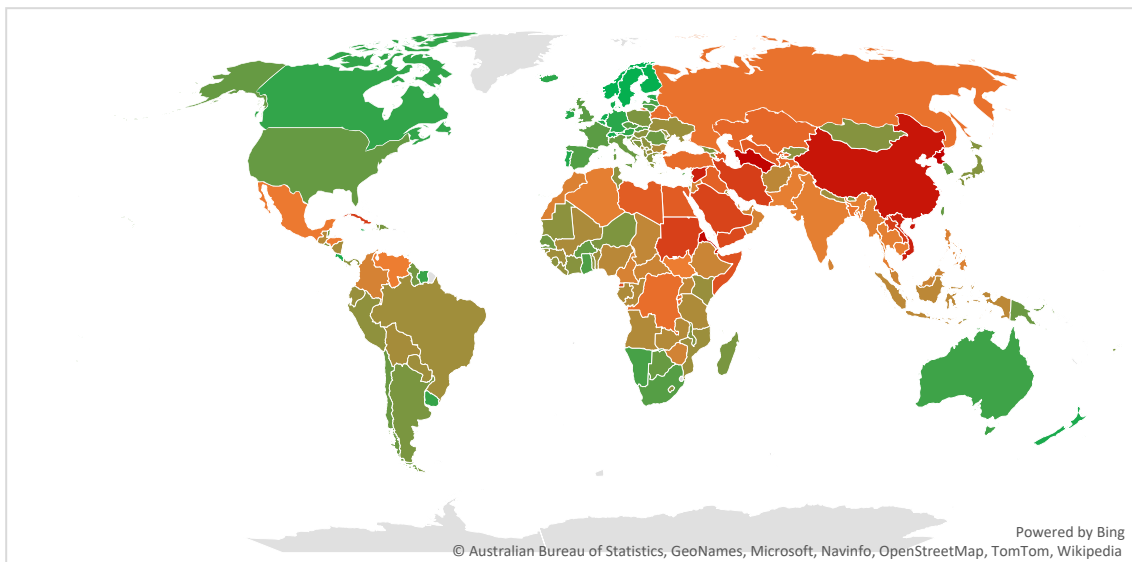 Powered by Bing
© Australian Bureau of Statistics, GeoNames, Microsoft, Navinfo, OpenStreetMap, TomTom, Wikipedia